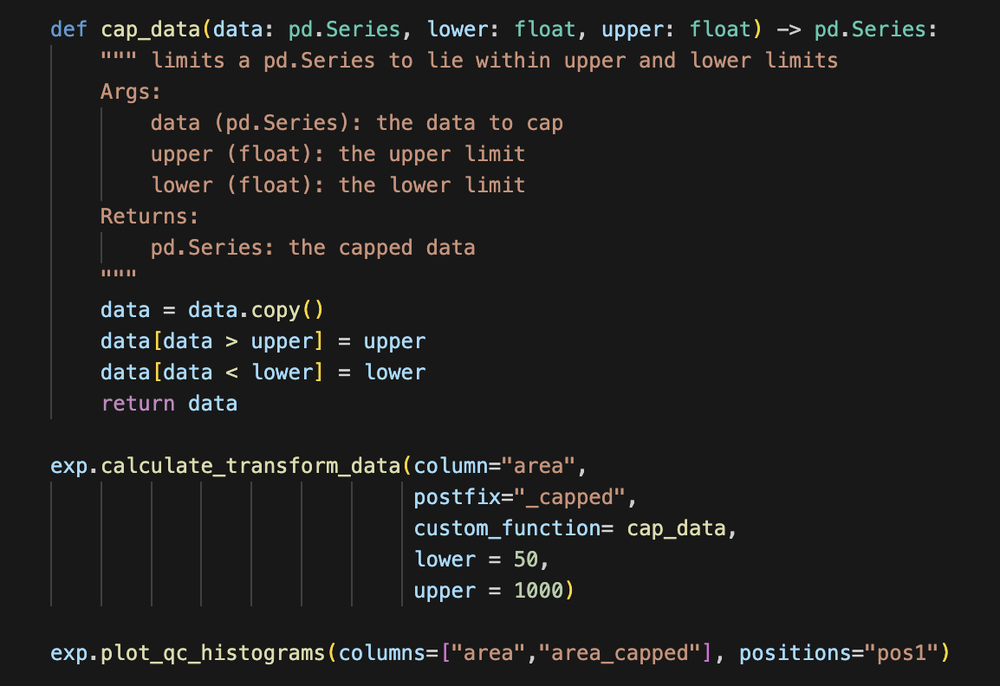 def cap_data(data: pd.Series, lower: float, upper: float) -> pd.Series:
    """ limits a pd.Series to lie within upper and lower limits
    Args:
        data (pd.Series): the data to cap
        upper (float): the upper limit
        lower (float): the lower limit
    Returns:
        pd.Series: the capped data
    """
    data = data.copy()
    data[data > upper] = upper
    data[data < lower] = lower
    return data

exp.calculate_transform_data(column="area",
                             postfix="_capped",
                             custom_function= cap_data,
                             lower = 50,
                             upper = 1000)

exp.plot_qc_histograms(columns=["area","area_capped"], positions="pos1")